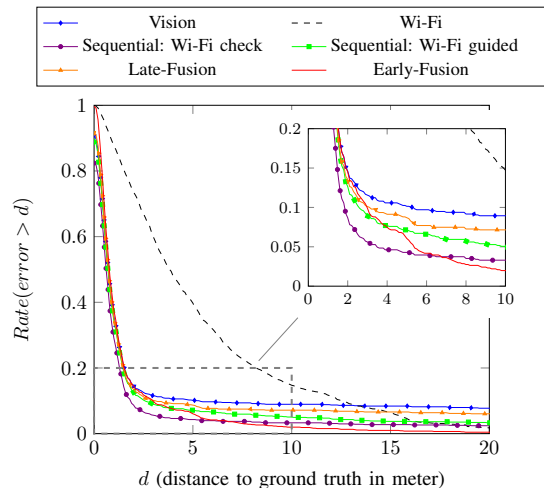 Vision
Wi-Fi
Sequential: Wi-Fi check
Sequential: Wi-Fi guided
Late-Fusion
Early-Fusion
1
0.8
0.6
0.4
0.2
0
0 5 10 15 20
0.2
0.15
0.1
0.05
0
0 2 4 6 8 10
Rate(error > d)
d (distance to ground truth in meter)